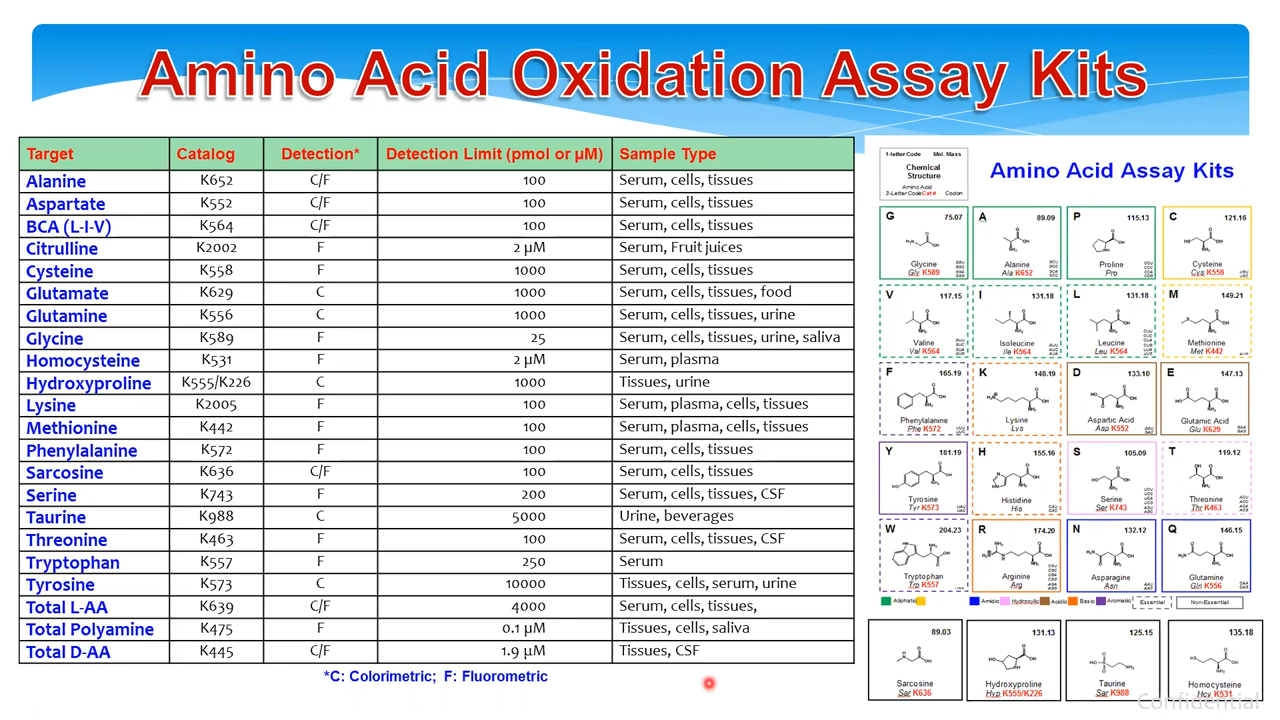 Amino Acid Oxidation Assay Kits
Target Catalog Detection* Detection Limit (pmol or µM) Sample Type
Alanine K652 C/F 100 Serum, cells, tissues
Aspartate K552 C/F 100 Serum, cells, tissues
BCA (L-I-V) K564 C/F 100 Serum, cells, tissues
Citrulline K2002 F 2 µM Serum, Fruit juices
Cysteine K558 F 1000 Serum, cells, tissues
Glutamate K629 C 1000 Serum, cells, tissues, food
Glutamine K556 C 1000 Serum, cells, tissues, urine
Glycine K589 F 25 Serum, cells, tissues, urine, saliva
Homocysteine K531 F 2 µM Serum, plasma
Hydroxyproline K555/K226 C 1000 Tissues, urine
Lysine K2005 F 100 Serum, plasma, cells, tissues
Methionine K442 F 100 Serum, plasma, cells, tissues
Phenylalanine K572 F 100 Serum, cells, tissues
Sarcosine K636 C/F 100 Serum, cells, tissues
Serine K743 F 200 Serum, cells, tissues, CSF
Taurine K988 C 5000 Urine, beverages
Threonine K463 F 100 Serum, cells, tissues, CSF
Tryptophan K557 F 250 Serum
Tyrosine K573 C 10000 Tissues, cells, serum, urine
Total L-AA K639 C/F 4000 Serum, cells, tissues,
Total Polyamine K475 F 0.1 µM Tissues, cells, saliva
Total D-AA K445 C/F 1.9 µM Tissues, CSF
*C: Colorimetric; F: Fluorometric
1-letter Code Mol. Mass
Chemical
Structure
Amino Acid
3-Letter Code Cat # Codon
Amino Acid Assay Kits
G 75.07 A 89.09 P 115.13 C 121.16
Glycine Alanine Proline Cysteine
Gly K589 Ala K652 Pro Cys K558
V 117.15 I 131.18 L 131.18 M 149.21
Valine Isoleucine Leucine Methionine
Val K564 Ile K564 Leu K564 Met K442
F 165.19 K 146.19 D 133.10 E 147.13
Phenylalanine Lysine Aspartic Acid Glutamic Acid
Phe K572 Lys Asp K552 Glu K629
Y 181.19 H 155.16 S 105.09 T 119.12
Tyrosine Histidine Serine Threonine
Tyr K573 His Ser K743 Thr K463
W 204.23 R 174.20 N 132.12 Q 146.15
Tryptophan Arginine Asparagine Glutamine
Trp K557 Arg Asn Gln K556
Aliphatic Amidic Hydroxylic Acidic Basic Aromatic Essential Non-Essential
89.03 131.13 125.15 135.18
Sarcosine Hydroxyproline Taurine Homocysteine
Sar K636 Hyp K555/K226 Sar K988 Hcy K531
Confidential